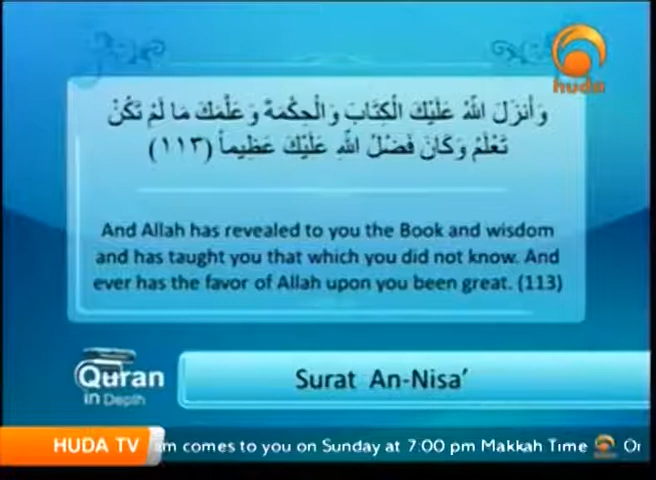 huda
وَأَنزَلَ اللَّهُ عَلَيْكَ الْكِتَابَ وَالْحِكْمَةَ وَعَلَّمَكَ مَا لَمْ تَكُنْ
تَعْلَمُ وَكَانَ فَضْلُ اللَّهِ عَلَيْكَ عَظِيماً (١١٣)
And Allah has revealed to you the Book and wisdom
and has taught you that which you did not know. And
ever has the favor of Allah upon you been great. (113)
Quran
in Depth
Surat An-Nisa’
HUDA TV
comes to you on Sunday at 7:00 pm Makkah Time